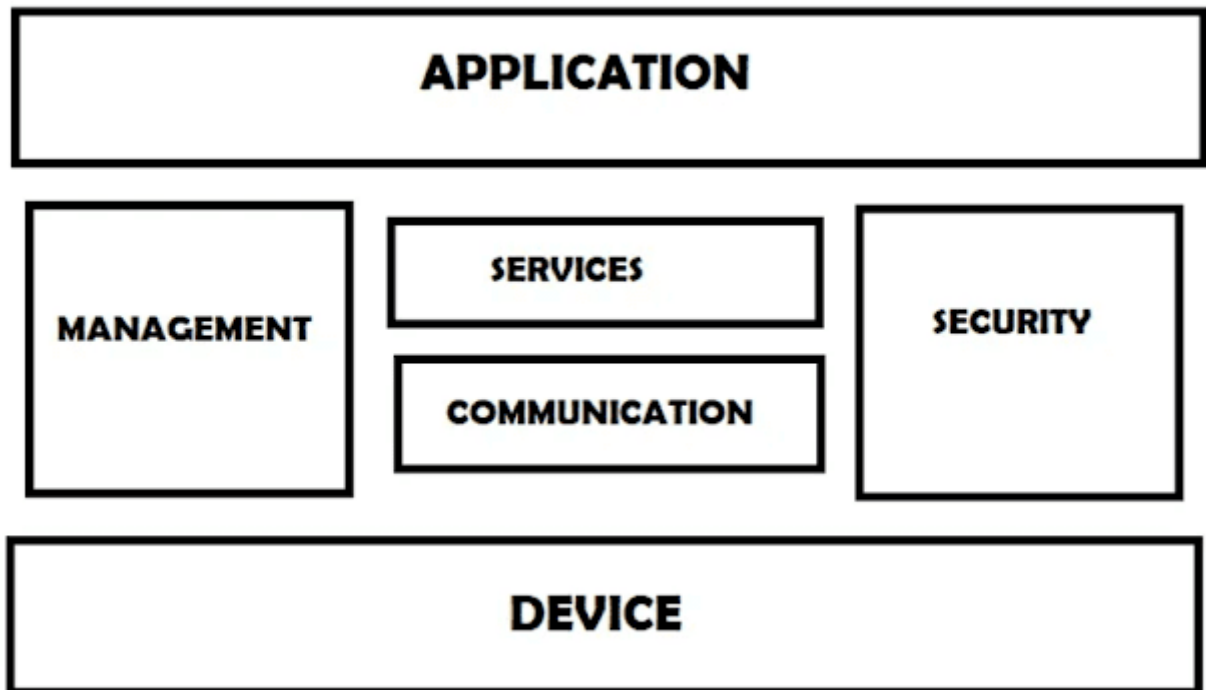 APPLICATION
MANAGEMENT
SERVICES
COMMUNICATION
SECURITY
DEVICE